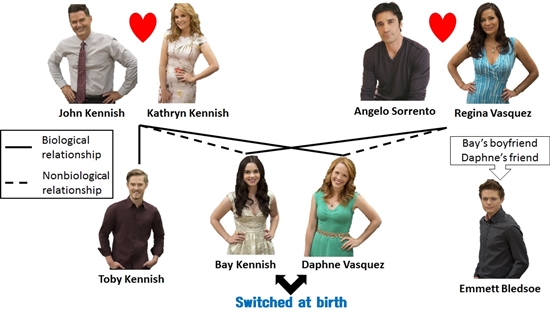 John Kennish
Kathryn Kennish
Angelo Sorrento
Regina Vasquez
Biological
relationship
Nonbiological
relationship
Bay's boyfriend
Daphne's friend
Toby Kennish
Bay Kennish
Daphne Vasquez
Emmett Bledsoe
Switched at birth